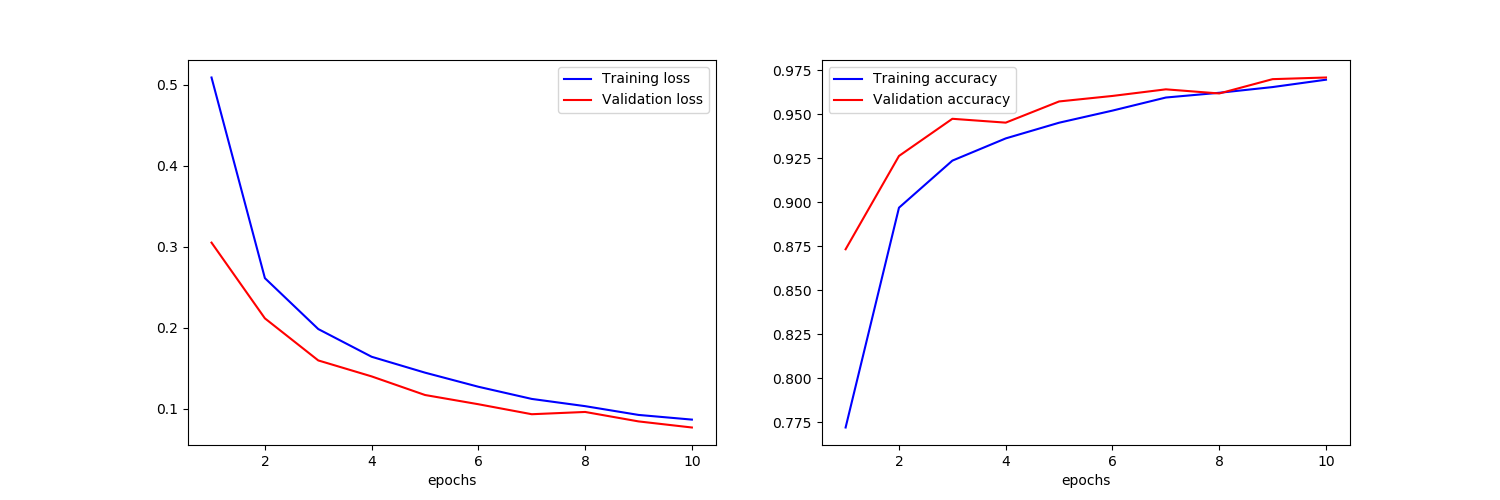 Training loss
Validation loss
0.5
0.4
0.3
0.2
0.1
2 4 6 8 10
epochs
Training accuracy
Validation accuracy
0.975
0.950
0.925
0.900
0.875
0.850
0.825
0.800
0.775
2 4 6 8 10
epochs